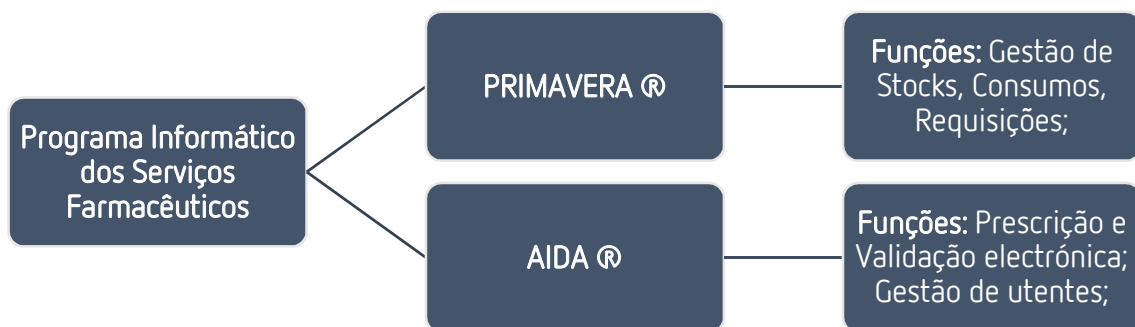 Programa Informático
dos Serviços
Farmacêuticos
PRIMAVERA ®
Funções: Gestão de
Stocks, Consumos,
Requisições;
AIDA ®
Funções: Prescrição e
Validação electrónica;
Gestão de utentes;